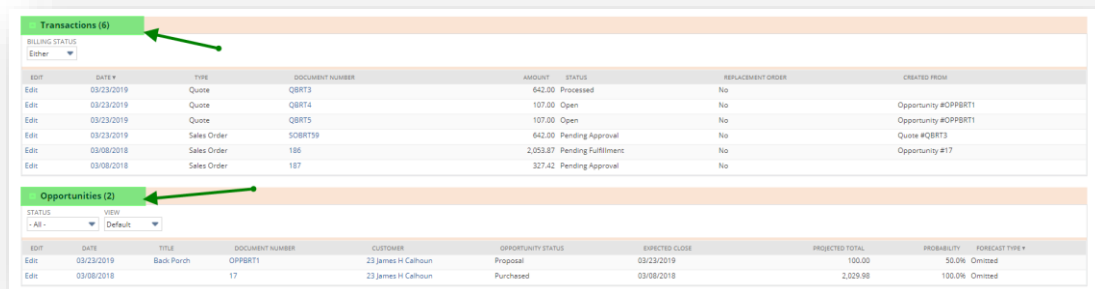 Transactions (6)
BILLING STATUS
Either
EDIT DATE ▼ TYPE DOCUMENT NUMBER AMOUNT STATUS REPLACEMENT ORDER CREATED FROM
Edit 03/23/2019 Quote QBRT3 642.00 Processed No
Edit 03/23/2019 Quote QBRT4 107.00 Open No Opportunity #OPPBRT1
Edit 03/23/2019 Quote QBRT5 107.00 Open No Opportunity #OPPBRT1
Edit 03/23/2019 Sales Order SOBRT59 642.00 Pending Approval No Quote #QBRT3
Edit 03/08/2018 Sales Order 186 2,053.87 Pending Fulfillment No Opportunity #17
Edit 03/08/2018 Sales Order 187 327.42 Pending Approval No
Opportunities (2)
STATUS VIEW
- All - Default
EDIT DATE TITLE DOCUMENT NUMBER CUSTOMER OPPORTUNITY STATUS EXPECTED CLOSE PROJECTED TOTAL PROBABILITY FORECAST TYPE ▼
Edit 03/23/2019 Back Porch OPPBRT1 23 James H Calhoun Proposal 03/23/2019 100.00 50.0% Omitted
Edit 03/08/2018 17 23 James H Calhoun Purchased 03/08/2018 2,029.98 100.0% Omitted